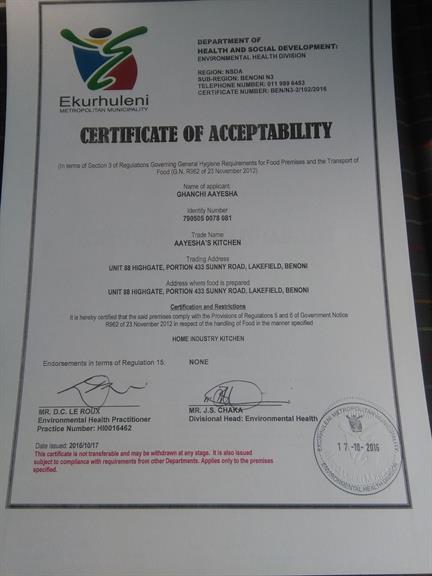 Ekurhuleni
METROPOLITAN MUNICIPALITY
DEPARTMENT OF
HEALTH AND SOCIAL DEVELOPMENT:
ENVIRONMENTAL HEALTH DIVISION
REGION: NSDA
SUB-REGION: BENONI N3
TELEPHONE NUMBER: 011 999 6453
CERTIFICATE NUMBER: BEN/N3-2/102/2016
CERTIFICATE OF ACCEPTABILITY
(In terms of Section 3 of Regulations Governing General Hygiene Requirements for Food Premises and the Transport of
Food (G.N. R962 of 23 November 2012)
Name of applicant
GHANCHI AAYESHA
Identity Number
790505 0078 081
Trade Name
AAYESHA'S KITCHEN
Trading Address
UNIT 88 HIGHGATE, PORTION 433 SUNNY ROAD, LAKEFIELD, BENONI
Address where food is prepared
UNIT 88 HIGHGATE, PORTION 433 SUNNY ROAD, LAKEFIELD, BENONI
Certification and Restrictions
It is hereby certified that the said premises comply with the Provisions of Regulations 5 and 6 of Government Notice
R962 of 23 November 2012 in respect of the handling of Food in the manner specified
HOME INDUSTRY KITCHEN
Endorsements in terms of Regulation 15: NONE
MR. D.C. LE ROUX
Environmental Health Practitioner
Practice Number: HI0016462
MR. J.S. CHAKA
Divisional Head: Environmental Health
Date issued: 2016/10/17
This certificate is not transferable and may be withdrawn at any stage. It is also issued
subject to compliance with requirements from other Departments. Applies only to the premises
specified.
EKURHULENI METROPOLITAN MUNICIPALITY
17-10-2016
ENVIRONMENTAL HEALTH DIVISION